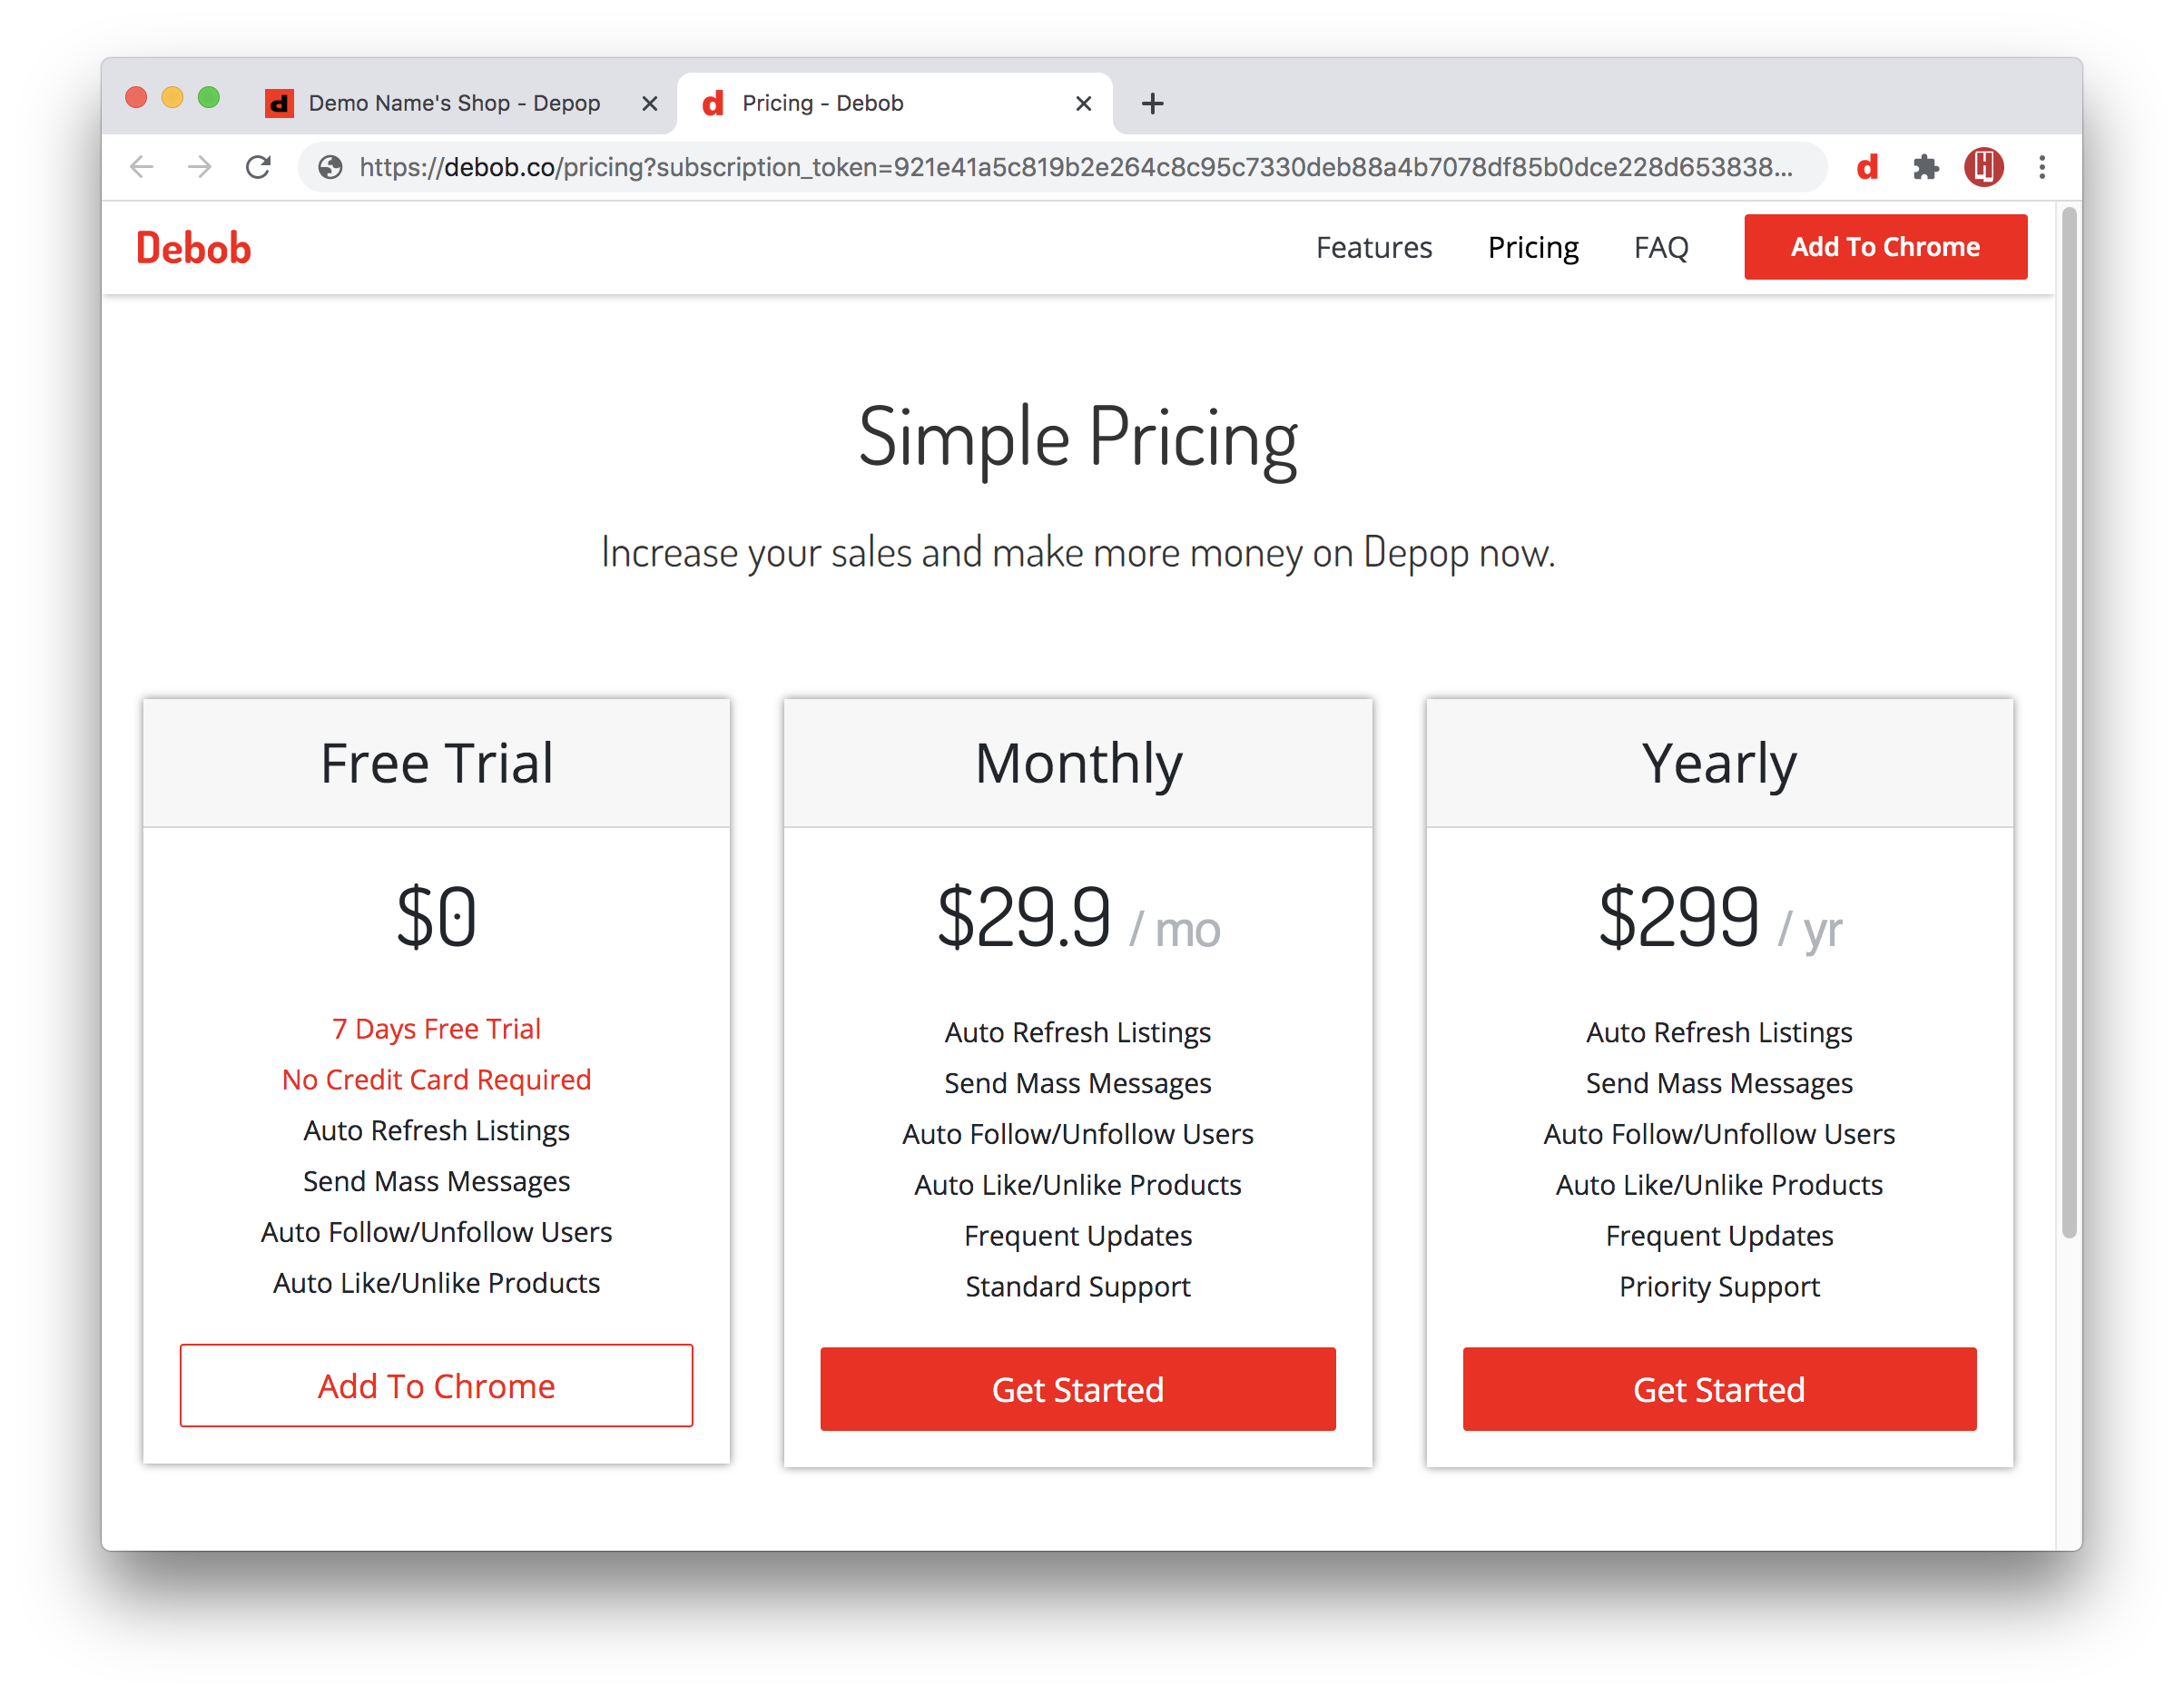 Demo Name's Shop - Depop
Pricing - Debob
https://debob.co/pricing?subscription_token=921e41a5c819b2e264c8c95c7330deb88a4b7078df85b0dce228d653838...
Debob
Features
Pricing
FAQ
Add To Chrome
Simple Pricing
Increase your sales and make more money on Depop now.
Free Trial
$0
7 Days Free Trial
No Credit Card Required
Auto Refresh Listings
Send Mass Messages
Auto Follow/Unfollow Users
Auto Like/Unlike Products
Add To Chrome
Monthly
$29.9 / mo
Auto Refresh Listings
Send Mass Messages
Auto Follow/Unfollow Users
Auto Like/Unlike Products
Frequent Updates
Standard Support
Get Started
Yearly
$299 / yr
Auto Refresh Listings
Send Mass Messages
Auto Follow/Unfollow Users
Auto Like/Unlike Products
Frequent Updates
Priority Support
Get Started